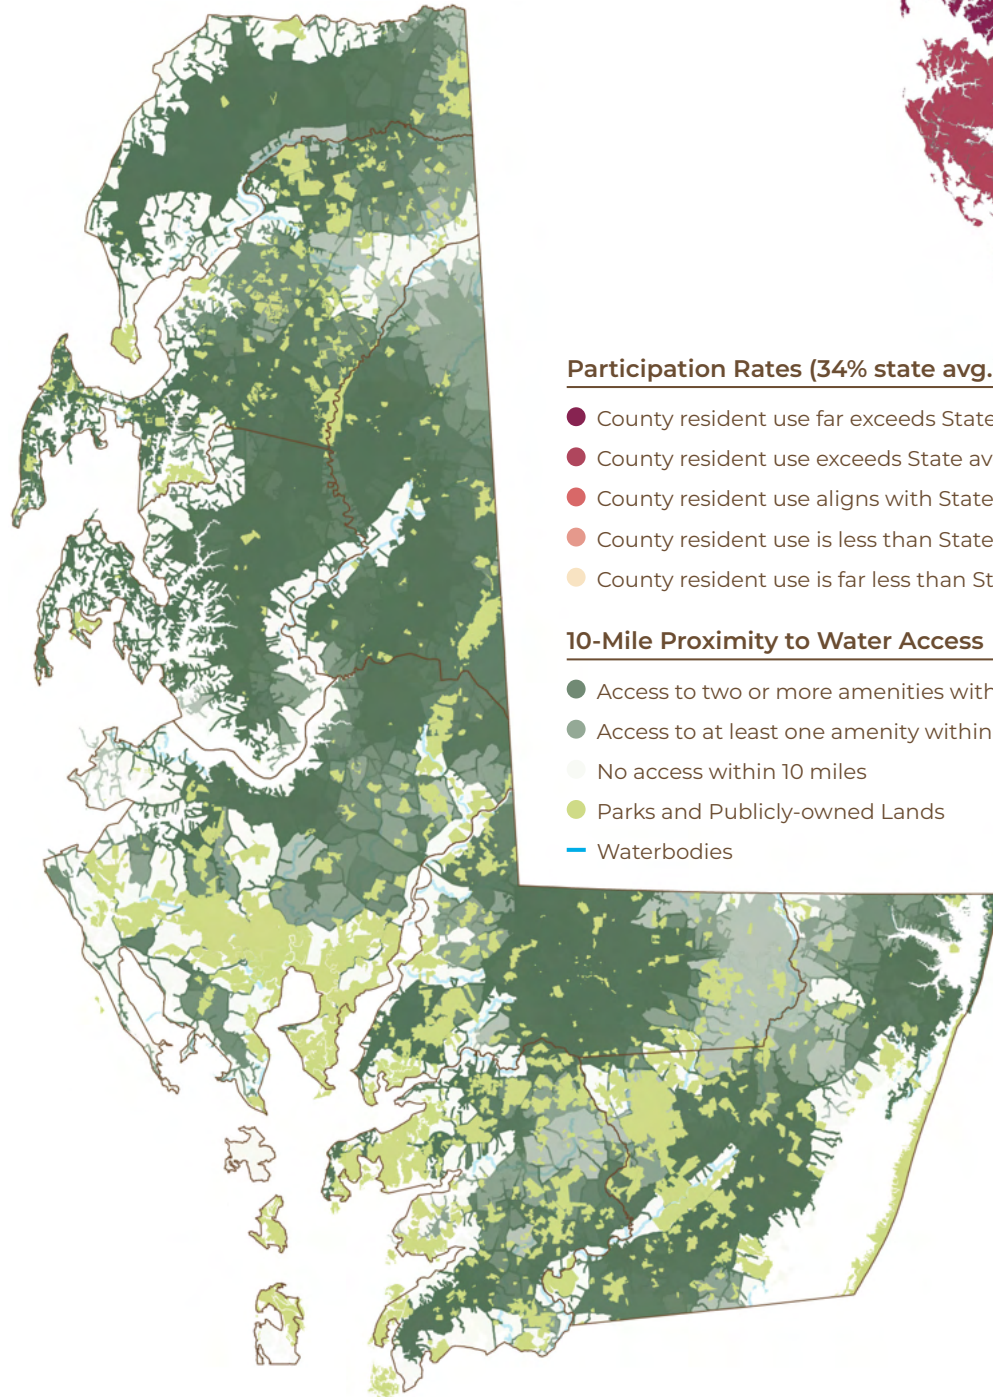 Participation Rates (34% state avg.
County resident use far exceeds State
County resident use exceeds State av
County resident use aligns with State
County resident use is less than State
County resident use is far less than St
10-Mile Proximity to Water Access
Access to two or more amenities with
Access to at least one amenity within
No access within 10 miles
Parks and Publicly-owned Lands
Waterbodies